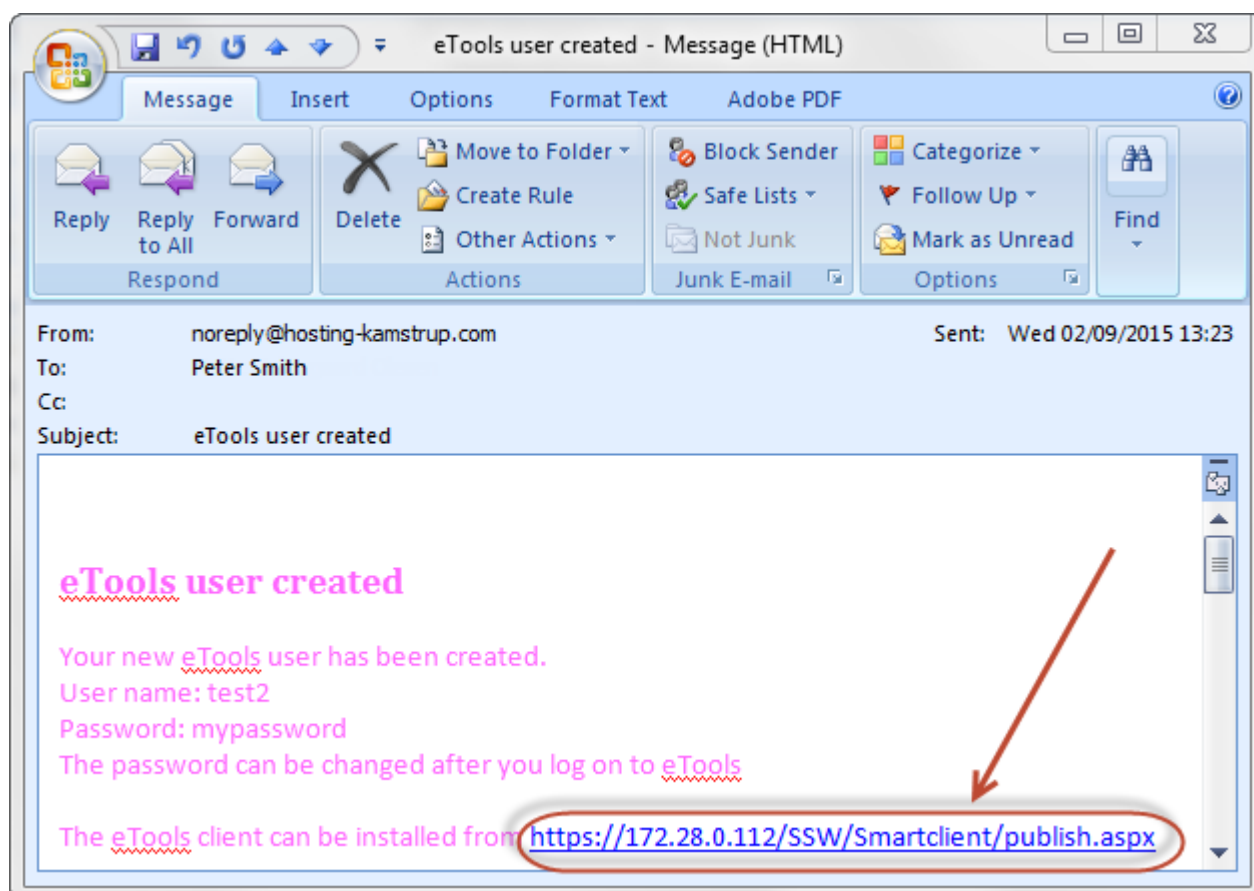 eTools user created - Message (HTML)
Message Insert Options Format Text Adobe PDF
Reply
Reply to All
Forward
Respond
Delete
Move to Folder
Create Rule
Other Actions
Actions
Block Sender
Safe Lists
Not Junk
Junk E-mail
Categorize
Follow Up
Mark as Unread
Options
Find
From: noreply@hosting-kamstrup.com Sent: Wed 02/09/2015 13:23
To: Peter Smith
Cc:
Subject: eTools user created
eTools user created
Your new eTools user has been created.
User name: test2
Password: mypassword
The password can be changed after you log on to eTools
The eTools client can be installed from https://172.28.0.112/SSW/Smartclient/publish.aspx